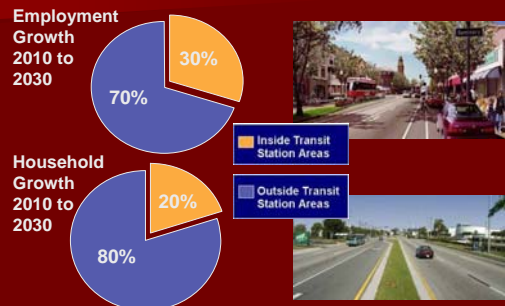 Employment
Growth
2010 to
2030
30%
70%
Inside Transit
Station Areas
Outside Transit
Station Areas
Household
Growth
2010 to
2030
20%
80%